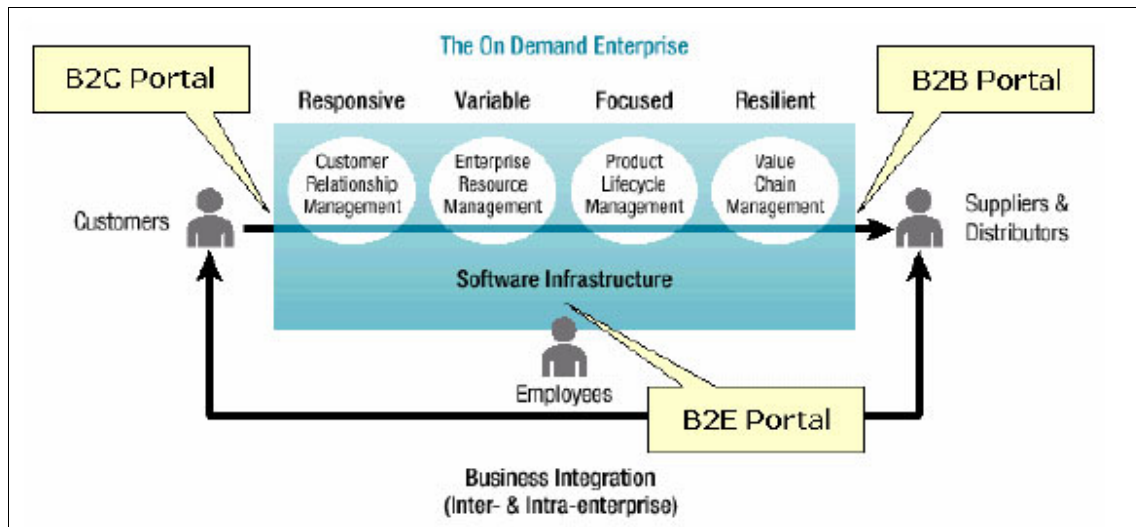 The On Demand Enterprise
B2C Portal
B2B Portal
Responsive
Variable
Focused
Resilient
Customer
Relationship
Management
Enterprise
Resource
Management
Product
Lifecycle
Management
Value
Chain
Management
Customers
Suppliers &
Distributors
Software Infrastructure
Employees
B2E Portal
Business Integration
(Inter- & Intra-enterprise)